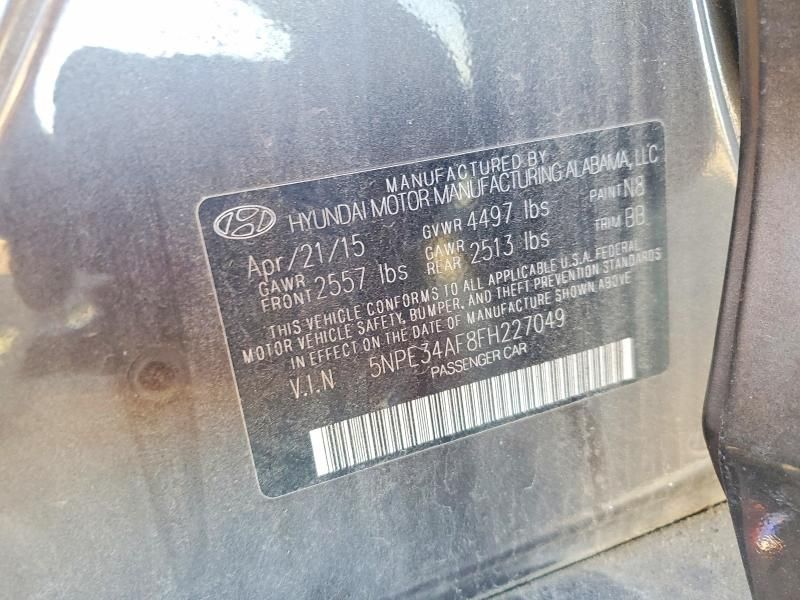 MANUFACTURED BY
HYUNDAI MOTOR MANUFACTURING ALABAMA, LLC
Apr/21/15 GVWR 4497 lbs PAINT N8
GAWR FRONT 2557 lbs GAWR REAR 2513 lbs TRIM BB
THIS VEHICLE CONFORMS TO ALL APPLICABLE U.S.A. FEDERAL
MOTOR VEHICLE SAFETY, BUMPER, AND THEFT PREVENTION STANDARDS
IN EFFECT ON THE DATE OF MANUFACTURE SHOWN ABOVE
V.I.N 5NPE34AF8FH227049
PASSENGER CAR